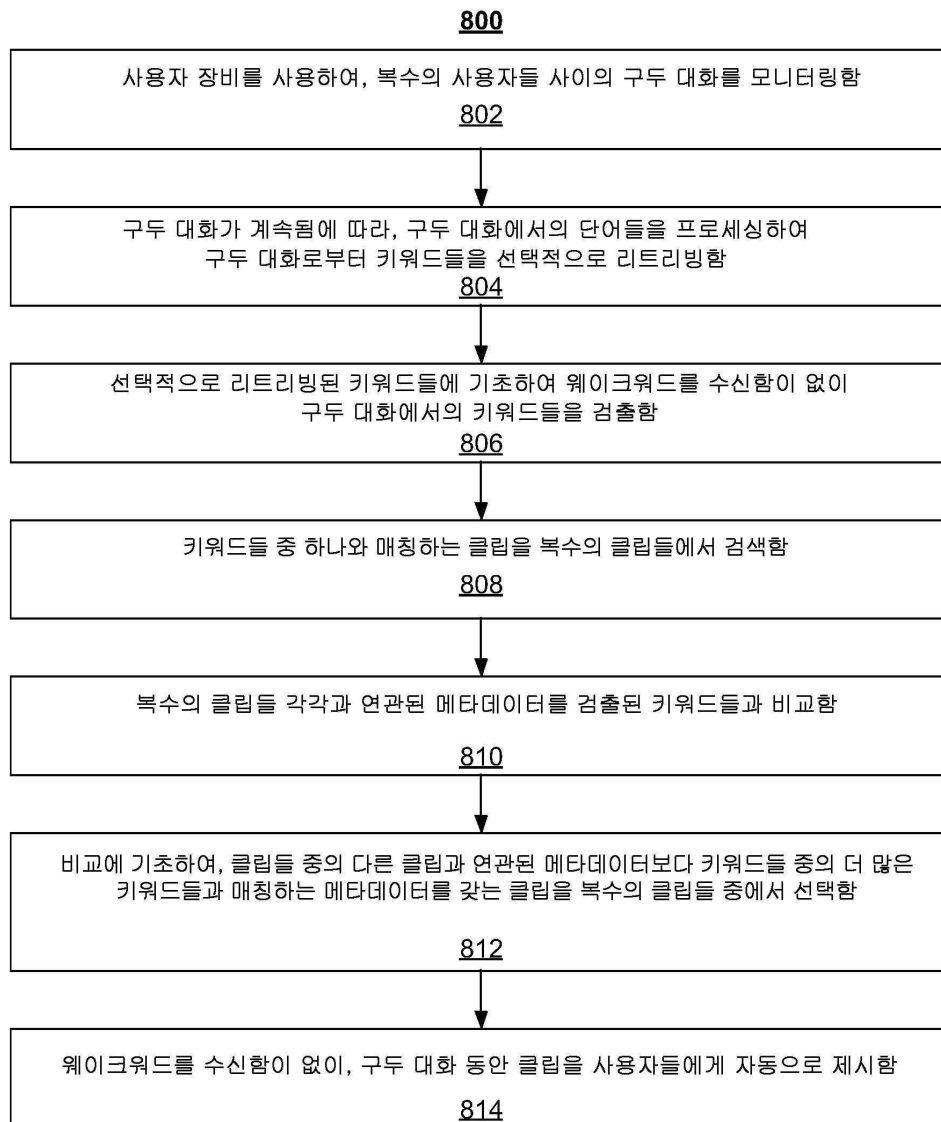 800
사용자 장비를 사용하여, 복수의 사용자들 사이의 구두 대화를 모니터링함
802
구두 대화가 계속됨에 따라, 구두 대화에서의 단어들을 프로세싱하여
구두 대화로부터 키워드들을 선택적으로 리트리빙함
804
선택적으로 리트리빙된 키워드들에 기초하여 웨이크워드를 수신함이 없이
구두 대화에서의 키워드들을 검출함
806
키워드들 중 하나와 매칭하는 클립을 복수의 클립들에서 검색함
808
복수의 클립들 각각과 연관된 메타데이터를 검출된 키워드들과 비교함
810
비교에 기초하여, 클립들 중의 다른 클립과 연관된 메타데이터보다 키워드들 중의 더 많은
키워드들과 매칭하는 메타데이터를 갖는 클립을 복수의 클립들 중에서 선택함
812
웨이크워드를 수신함이 없이, 구두 대화 동안 클립을 사용자들에게 자동으로 제시함
814